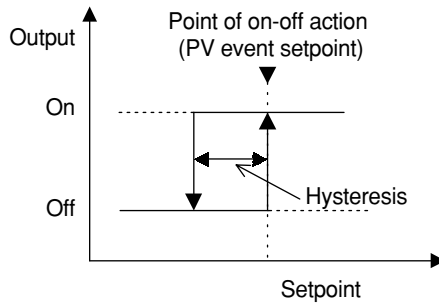 Point of on-off action
(PV event setpoint)
Output
On
Hysteresis
Off
Setpoint